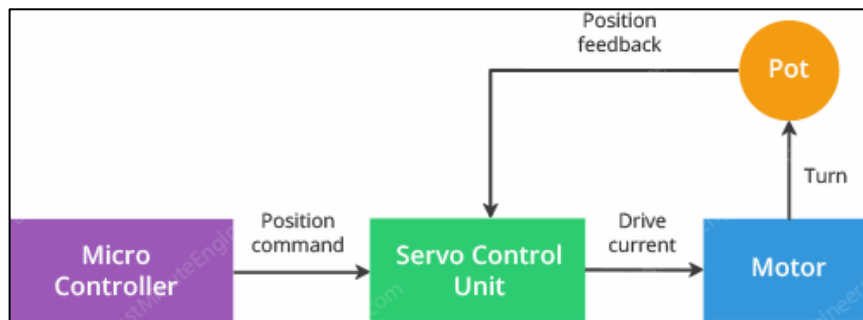 Position
feedback
Pot
Turn
Position
command
Drive
current
Micro
Controller
Servo Control
Unit
Motor